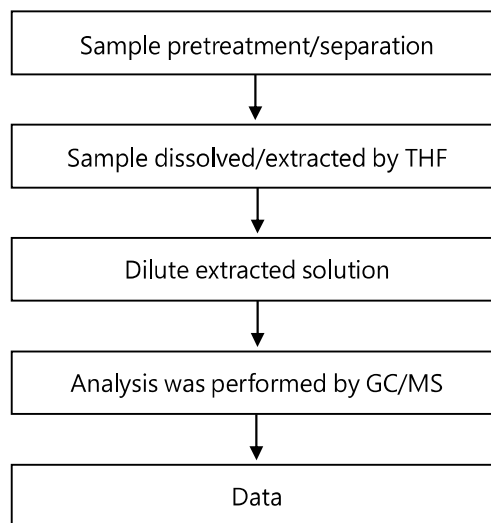 Sample pretreatment/separation
Sample dissolved/extracted by THF
Dilute extracted solution
Analysis was performed by GC/MS
Data